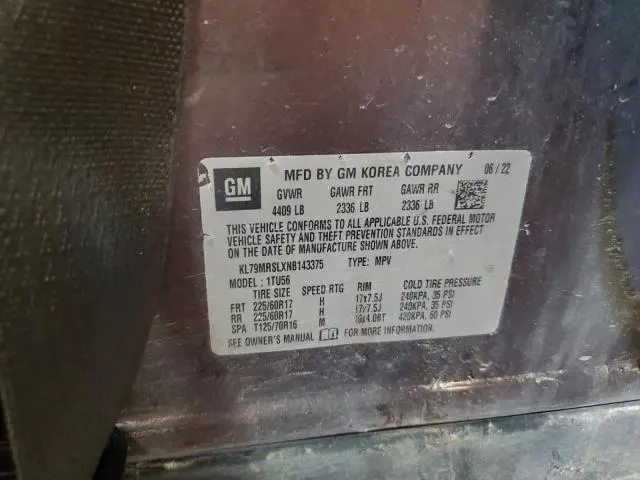 GM
MFD BY GM KOREA COMPANY 06/22
GVWR GAWR FRT GAWR RR
4409 LB 2336 LB 2336 LB
THIS VEHICLE CONFORMS TO ALL APPLICABLE U.S. FEDERAL MOTOR
VEHICLE SAFETY AND THEFT PREVENTION STANDARDS IN EFFECT
ON THE DATE OF MANUFACTURE SHOWN ABOVE.
KL79MRSLXNB143375 TYPE: MPV
MODEL: 1TU56
TIRE SIZE SPEED RTG RIM COLD TIRE PRESSURE
FRT 225/60R17 H 17x7.5J 240KPA, 35 PSI
RR 225/60R17 H 17x7.5J 240KPA, 35 PSI
SPA T125/70R16 M 16x4.0BT 420KPA, 60 PSI
SEE OWNER'S MANUAL FOR MORE INFORMATION.